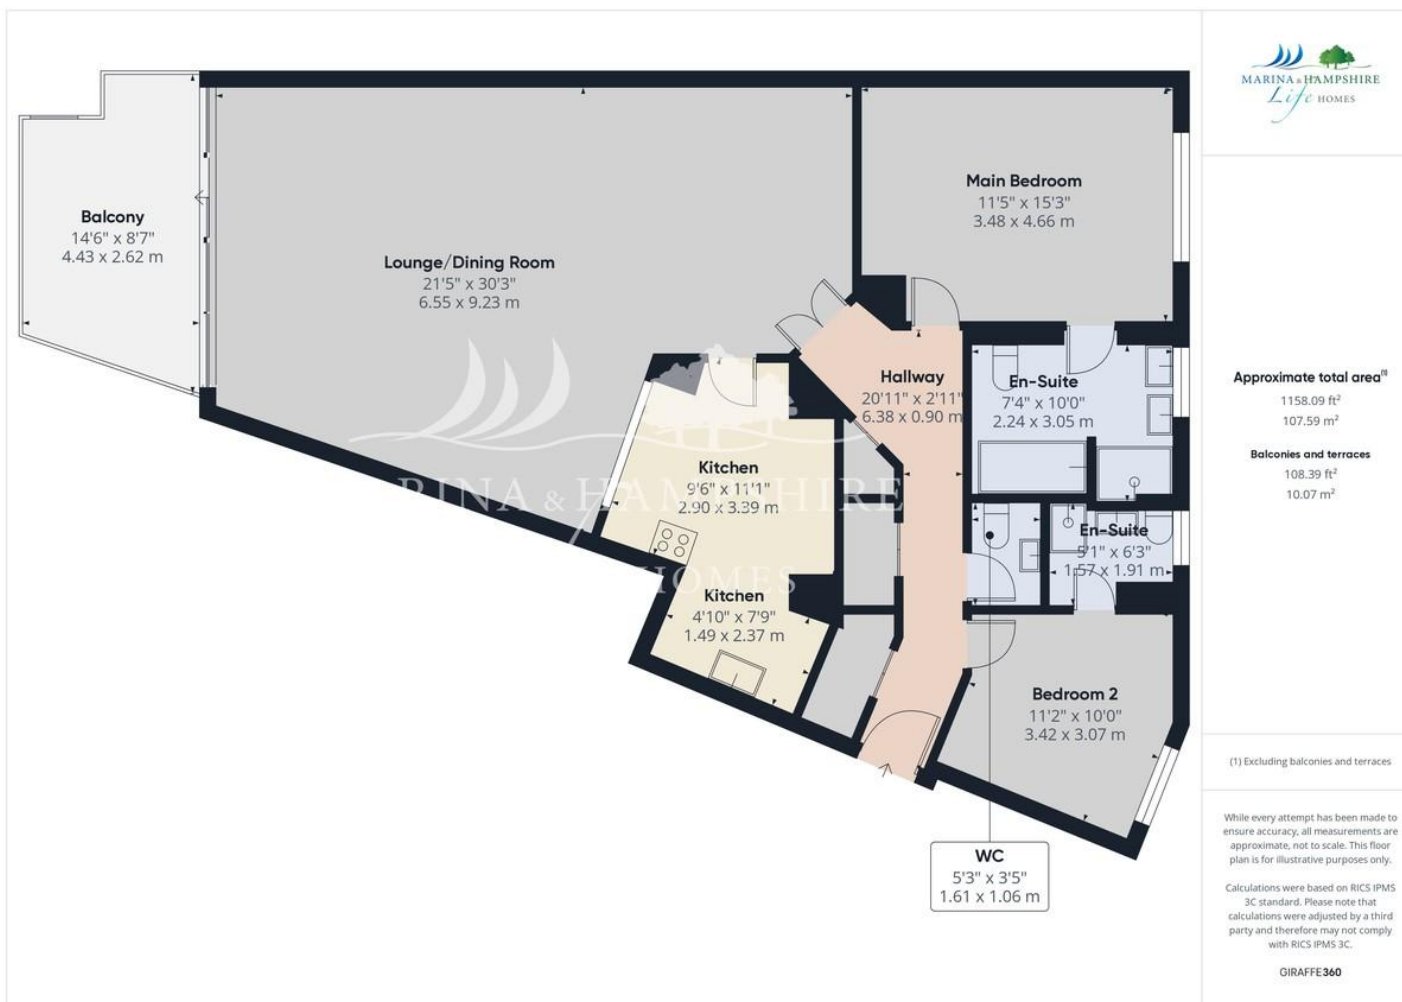 Balcony
14'6" x 8'7"
4.43 x 2.62 m
Lounge/Dining Room
21'5" x 30'3"
6.55 x 9.23 m
Main Bedroom
11'5" x 15'3"
3.48 x 4.66 m
Hallway
20'11" x 2'11"
6.38 x 0.90 m
En-Suite
7'4" x 10'0"
2.24 x 3.05 m
Kitchen
9'6" x 11'1"
2.90 x 3.39 m
RINA & HAMPSHIRE
HOMES
En-Suite
5'1" x 6'3"
1.57 x 1.91 m
Kitchen
4'10" x 7'9"
1.49 x 2.37 m
Bedroom 2
11'2" x 10'0"
3.42 x 3.07 m
WC
5'3" x 3'5"
1.61 x 1.06 m
MARINA & HAMPSHIRE
Life HOMES
Approximate total area(1)
1158.09 ft²
107.59 m²
Balconies and terraces
108.39 ft²
10.07 m²
(1) Excluding balconies and terraces
While every attempt has been made to
ensure accuracy, all measurements are
approximate, not to scale. This floor
plan is for illustrative purposes only.
Calculations were based on RICS IPMS
3C standard. Please note that
calculations were adjusted by a third
party and therefore may not comply
with RICS IPMS 3C.
GIRAFFE360